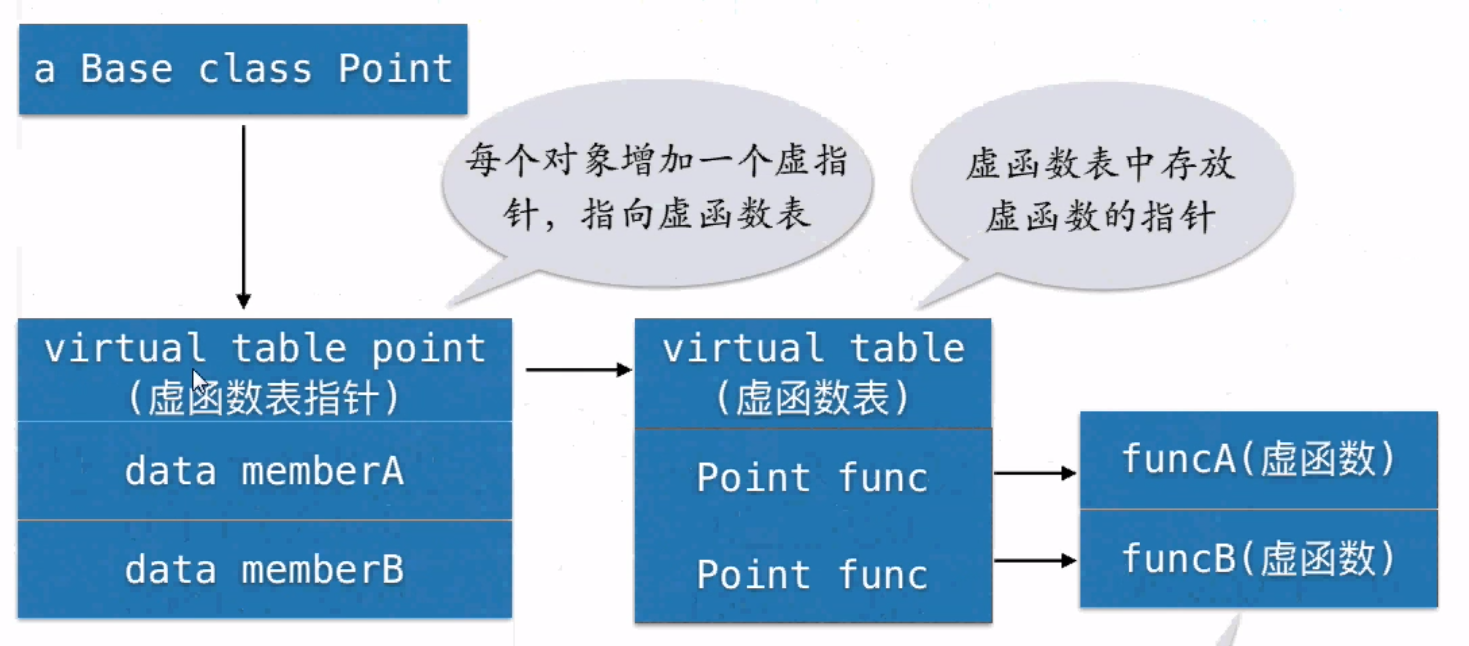 a Base class Point
每个对象增加一个虚指
针，指向虚函数表
虚函数表中存放
虚函数的指针
virtual table point
(虚函数表指针)
data memberA
data memberB
virtual table
(虚函数表)
Point func
Point func
funcA(虚函数)
funcB(虚函数)